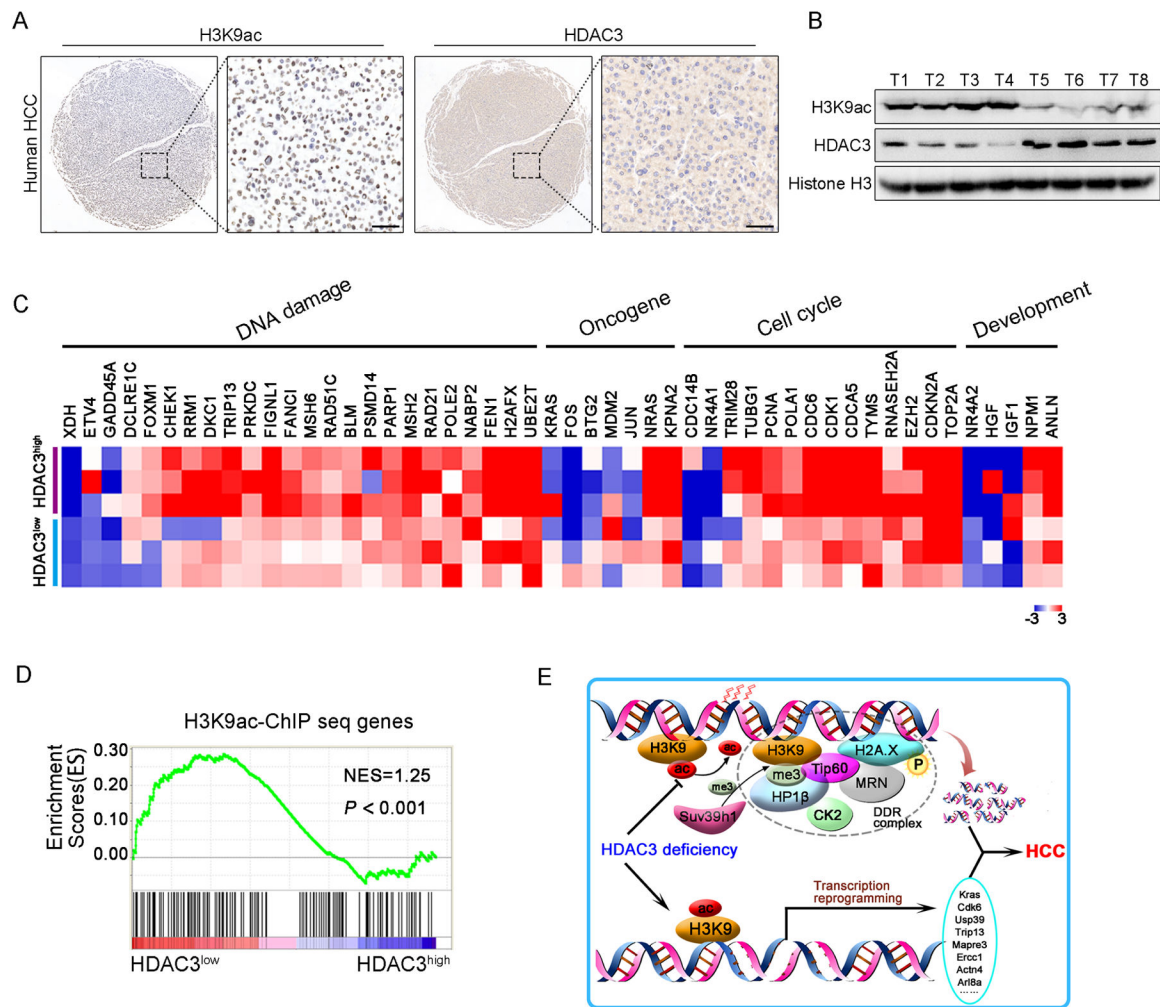 A
H3K9ac
HDAC3
Human HCC
B
T1 T2 T3 T4 T5 T6 T7 T8
H3K9ac
HDAC3
Histone H3
C
DNA damage
Oncogene
Cell cycle
Development
XDH
ETV4
GADD45A
DCLRE1C
FOXM1
CHEK1
RRM1
DKC1
TRIP13
PRKDC
FIGNL1
FANCI
MSH6
RAD51C
BLM
PSMD14
PARP1
MSH2
RAD21
POLE2
NABP2
FEN1
H2AFX
UBE2T
KRAS
FOS
BTG2
MDM2
JUN
NRAS
KPNA2
CDC14B
NR4A1
TRIM28
TUBG1
PCNA
POLA1
CDC6
CDK1
CDCA5
TYMS
RNASEH2A
EZH2
CDKN2A
TOP2A
NR4A2
HGF
IGF1
NPM1
ANLN
HDAC3high
HDAC3low
-3 3
D
H3K9ac-ChIP seq genes
Enrichment
Scores(ES)
0.30
0.20
0.10
0.00
NES=1.25
P < 0.001
HDAC3low
HDAC3high
E
H3K9
ac
ac
me3
Suv39h1
H3K9
me3
HP1β
Tip60
H2A.X
P
MRN
CK2
DDR
complex
HDAC3 deficiency
HCC
ac
H3K9
Transcription
reprogramming
Kras
Cdk6
Usp39
Trip13
Mapre3
Ercc1
Actn4
Arl8a
······